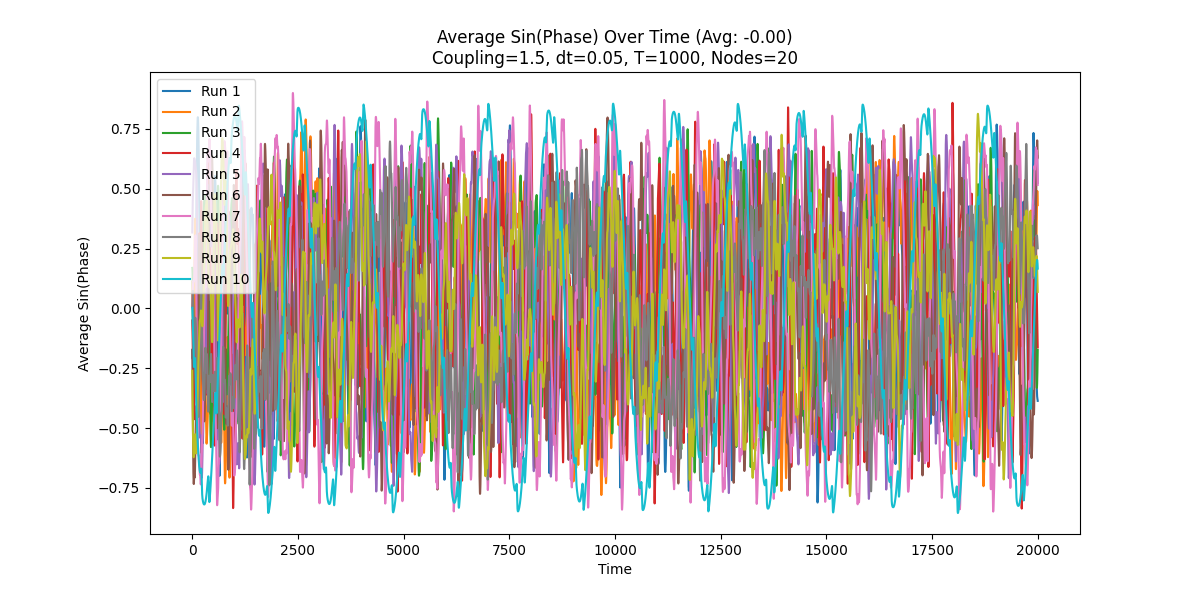 Average Sin(Phase) Over Time (Avg: -0.00)
Coupling=1.5, dt=0.05, T=1000, Nodes=20
Run 1
Run 2
Run 3
Run 4
Run 5
Run 6
Run 7
Run 8
Run 9
Run 10
Average Sin(Phase)
0.75
0.50
0.25
0.00
−0.25
−0.50
−0.75
0 2500 5000 7500 10000 12500 15000 17500 20000
Time